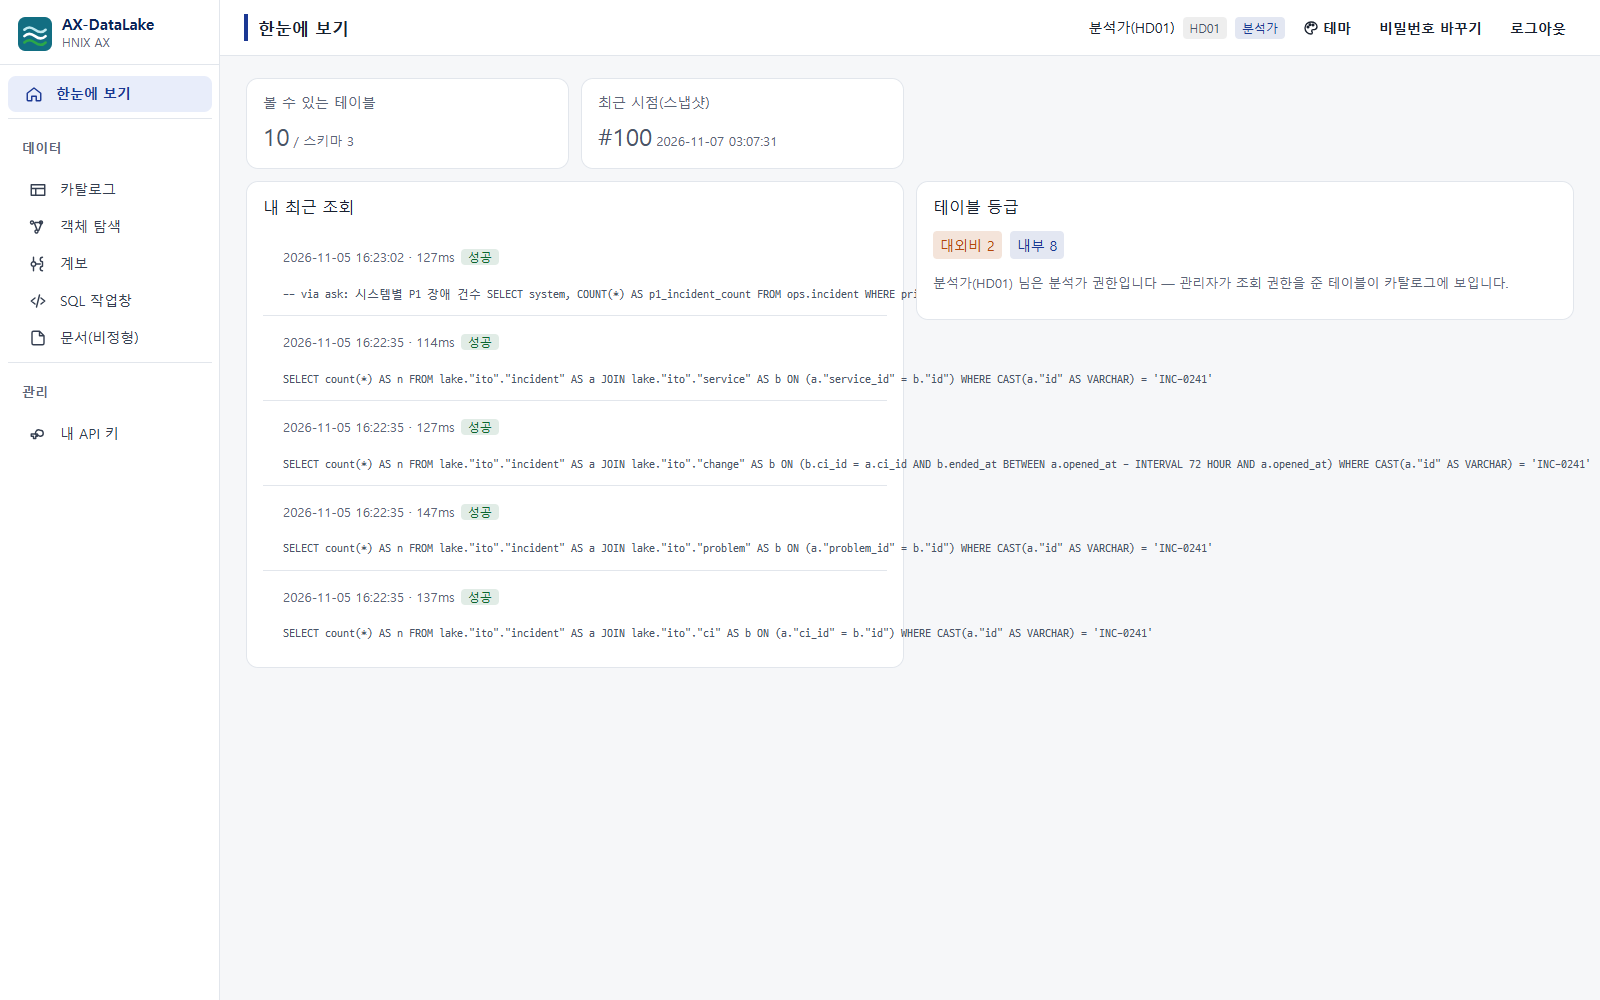 AX-DataLake
HNIX AX
한눈에 보기
데이터
카탈로그
객체 탐색
계보
SQL 작업창
문서(비정형)
관리
내 API 키
한눈에 보기
분석가(HD01) HD01 분석가 테마 비밀번호 바꾸기 로그아웃
볼 수 있는 테이블
10 / 스키마 3
최근 시점(스냅샷)
#100 2026-11-07 03:07:31
내 최근 조회
2026-11-05 16:23:02 · 127ms 성공
-- via ask: 시스템별 P1 장애 건수 SELECT system, COUNT(*) AS p1_incident_count FROM ops.incident WHERE pri
2026-11-05 16:22:35 · 114ms 성공
SELECT count(*) AS n FROM lake."ito"."incident" AS a JOIN lake."ito"."service" AS b ON (a."service_id" = b."id") WHERE CAST(a."id" AS VARCHAR) = 'INC-0241'
2026-11-05 16:22:35 · 127ms 성공
SELECT count(*) AS n FROM lake."ito"."incident" AS a JOIN lake."ito"."change" AS b ON (b.ci_id = a.ci_id AND b.ended_at BETWEEN a.opened_at - INTERVAL 72 HOUR AND a.opened_at) WHERE CAST(a."id" AS VARCHAR) = 'INC-0241'
2026-11-05 16:22:35 · 147ms 성공
SELECT count(*) AS n FROM lake."ito"."incident" AS a JOIN lake."ito"."problem" AS b ON (a."problem_id" = b."id") WHERE CAST(a."id" AS VARCHAR) = 'INC-0241'
2026-11-05 16:22:35 · 137ms 성공
SELECT count(*) AS n FROM lake."ito"."incident" AS a JOIN lake."ito"."ci" AS b ON (a."ci_id" = b."id") WHERE CAST(a."id" AS VARCHAR) = 'INC-0241'
테이블 등급
대외비 2 내부 8
분석가(HD01) 님은 분석가 권한입니다 — 관리자가 조회 권한을 준 테이블이 카탈로그에 보입니다.